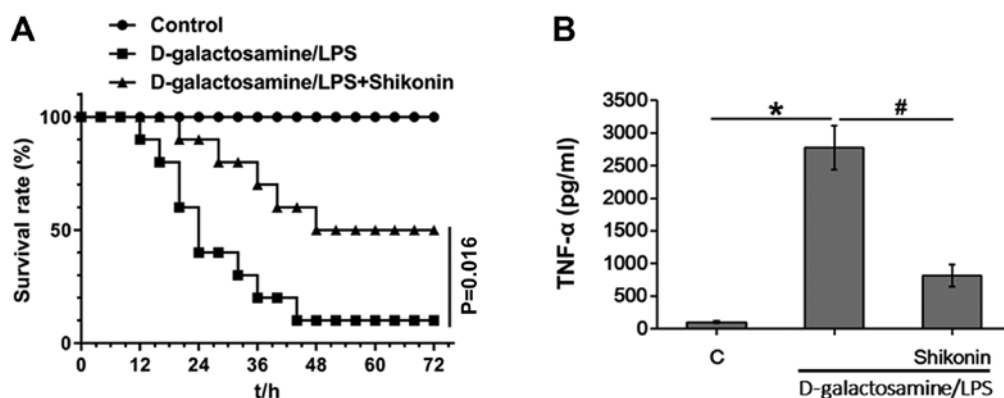 A
Control
D-galactosamine/LPS
D-galactosamine/LPS+Shikonin
Survival rate (%)
100
50
0
0 12 24 36 48 60 72
t/h
P=0.016
B
TNF-α (pg/ml)
3500
3000
2500
2000
1500
1000
500
0
* #
C Shikonin
D-galactosamine/LPS